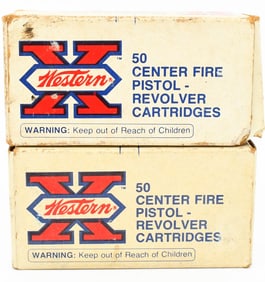 X
Western
50
CENTER FIRE
PISTOL -
REVOLVER
CARTRIDGES
WARNING: Keep out of Reach of Children
X
Western
50
CENTER FIRE
PISTOL -
REVOLVER
CARTRIDGES
WARNING: Keep out of Reach of Children